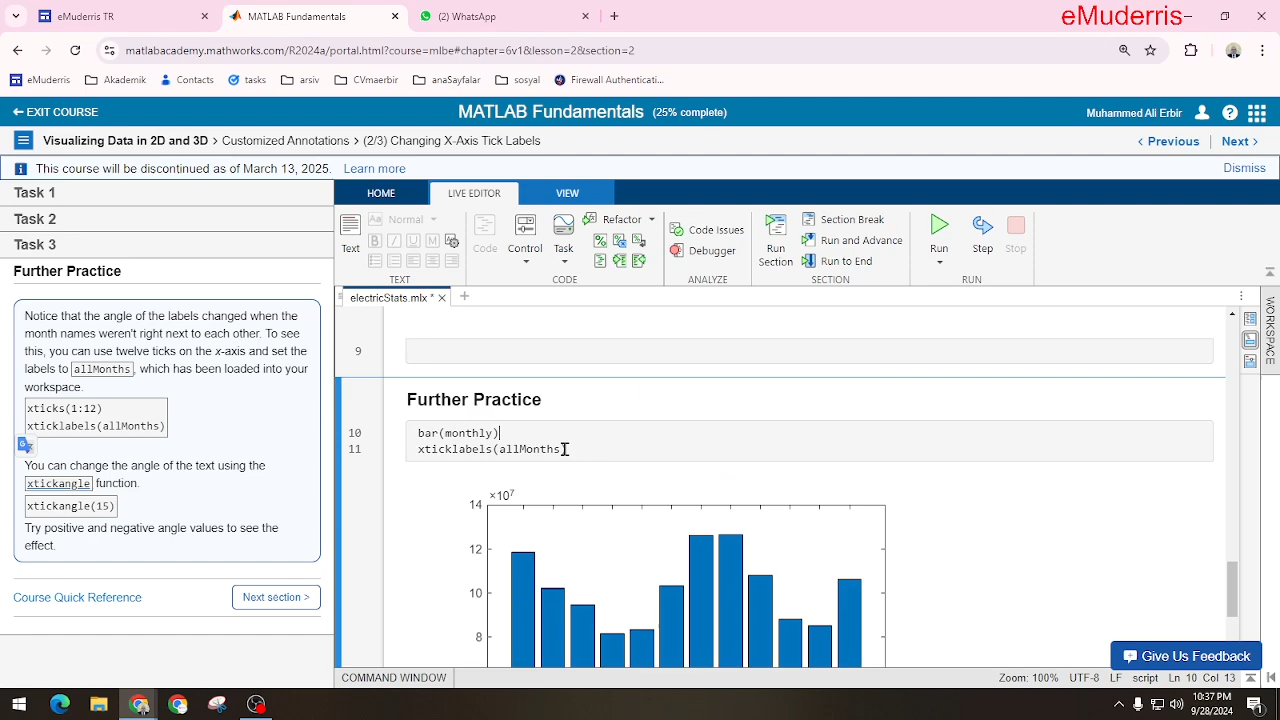 eMuderris TR
MATLAB Fundamentals
(2) WhatsApp
eMuderris
matlabacademy.mathworks.com/R2024a/portal.html?course=mlbe#chapter=6v1&lesson=2&section=2
eMuderris
Akademik
Contacts
tasks
arsiv
CVmaerbir
anaSayfalar
sosyal
Firewall Authenticati...
EXIT COURSE
MATLAB Fundamentals (25% complete)
Muhammed Ali Erbir
Visualizing Data in 2D and 3D > Customized Annotations > (2/3) Changing X-Axis Tick Labels
< Previous
Next >
This course will be discontinued as of March 13, 2025. Learn more
Dismiss
Task 1
Task 2
Task 3
Further Practice
Notice that the angle of the labels changed when the
month names weren't right next to each other. To see
this, you can use twelve ticks on the x-axis and set the
labels to allMonths, which has been loaded into your
workspace.
xticks(1:12)
xticklabels(allMonths)
You can change the angle of the text using the
xtickangle function.
xtickangle(15)
Try positive and negative angle values to see the
effect.
Course Quick Reference
Next section >
HOME
LIVE EDITOR
VIEW
Text
Aa Normal
B I U M
TEXT
Code
Control
Task
Refactor
CODE
Code Issues
Debugger
ANALYZE
Run
Section
Section Break
Run and Advance
Run to End
SECTION
Run
Step
Stop
RUN
electricStats.mlx *
WORKSPACE
9
Further Practice
10 bar(monthly)
11 xticklabels(allMonths)
×10⁷
14
12
10
8
Give Us Feedback
COMMAND WINDOW
Zoom: 100% UTF-8 LF script Ln 10 Col 13
10:37 PM
9/28/2024